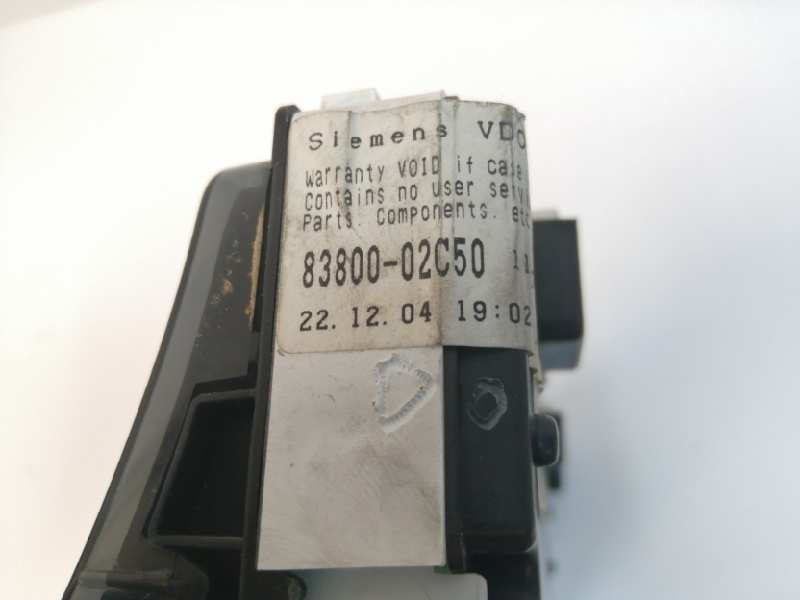 Siemens VDO
Warranty VOID if case
Contains no user
Parts. Components. etc
83800-02C50
22.12.04 19:02